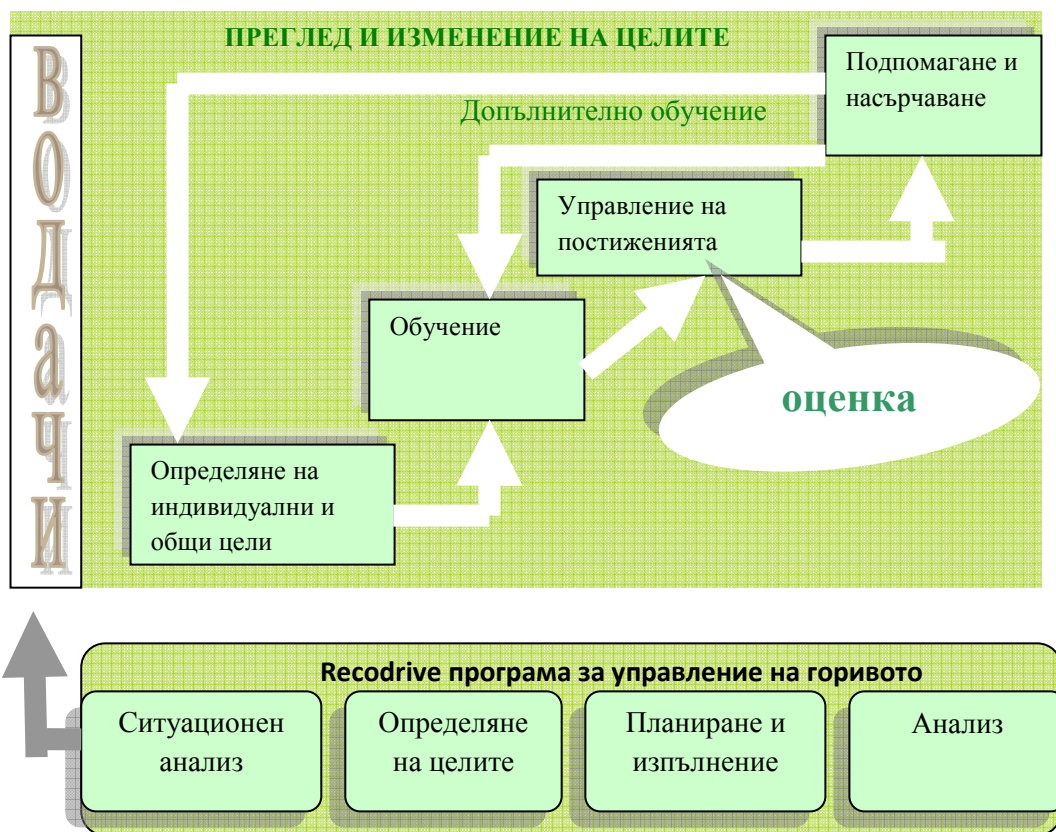 ПРЕГЛЕД И ИЗМЕНЕНИЕ НА ЦЕЛИТЕ
Подпомагане и
насърчаване
Допълнително обучение
Управление на
постиженията
Обучение
оценка
Определяне на
индивидуални и
общи цели
ВОДаЧИ
Recodrive програма за управление на горивото
Ситуационен
анализ
Определяне
на целите
Планиране и
изпълнение
Анализ